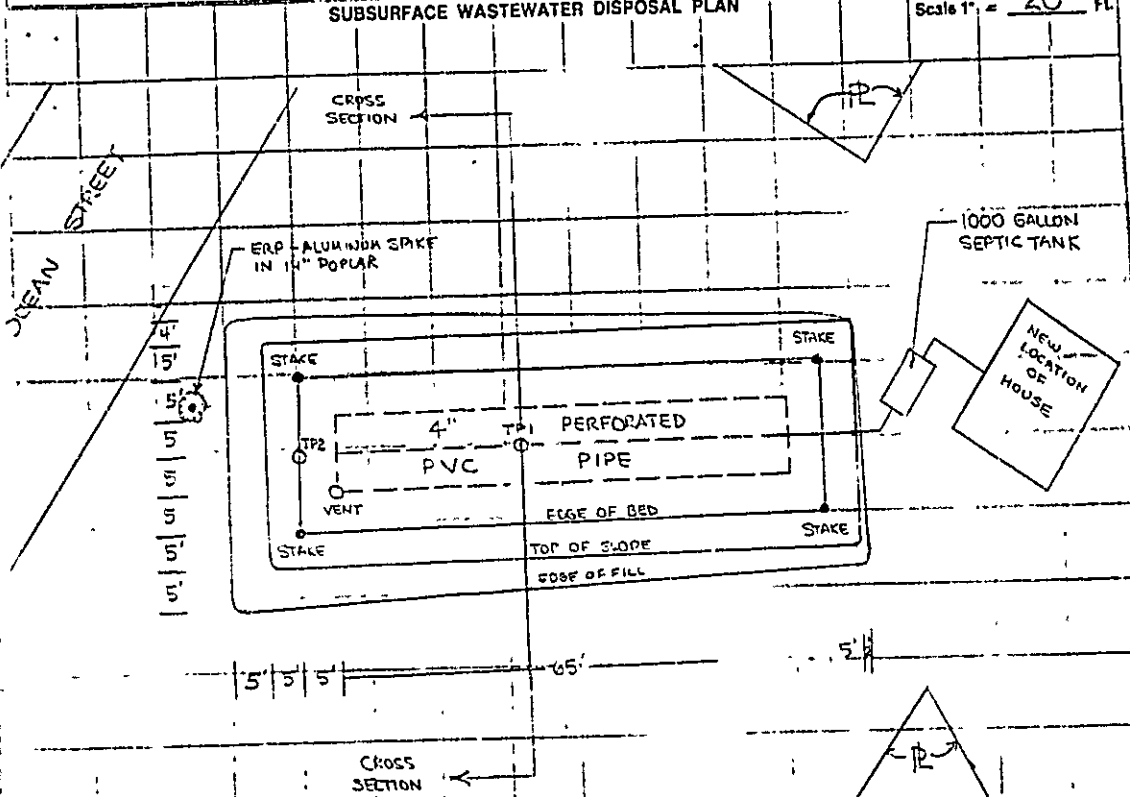 SUBSURFACE WASTEWATER DISPOSAL PLAN
Scale 1" = 20 Ft.
CROSS
SECTION
PL
OCEAN STREET
ERP - ALUMINUM SPIKE
IN 14" POPLAR
1000 GALLON
SEPTIC TANK
NEW
LOCATION
OF
HOUSE
4'
5'
5'
5
5
5
5'
5'
STAKE
STAKE
4" TP1 PERFORATED
TP2
PVC PIPE
VENT
EDGE OF BED
STAKE
STAKE
TOP OF SLOPE
EDGE OF FILL
5' 5' 5' 65'
5'
CROSS
SECTION
PL